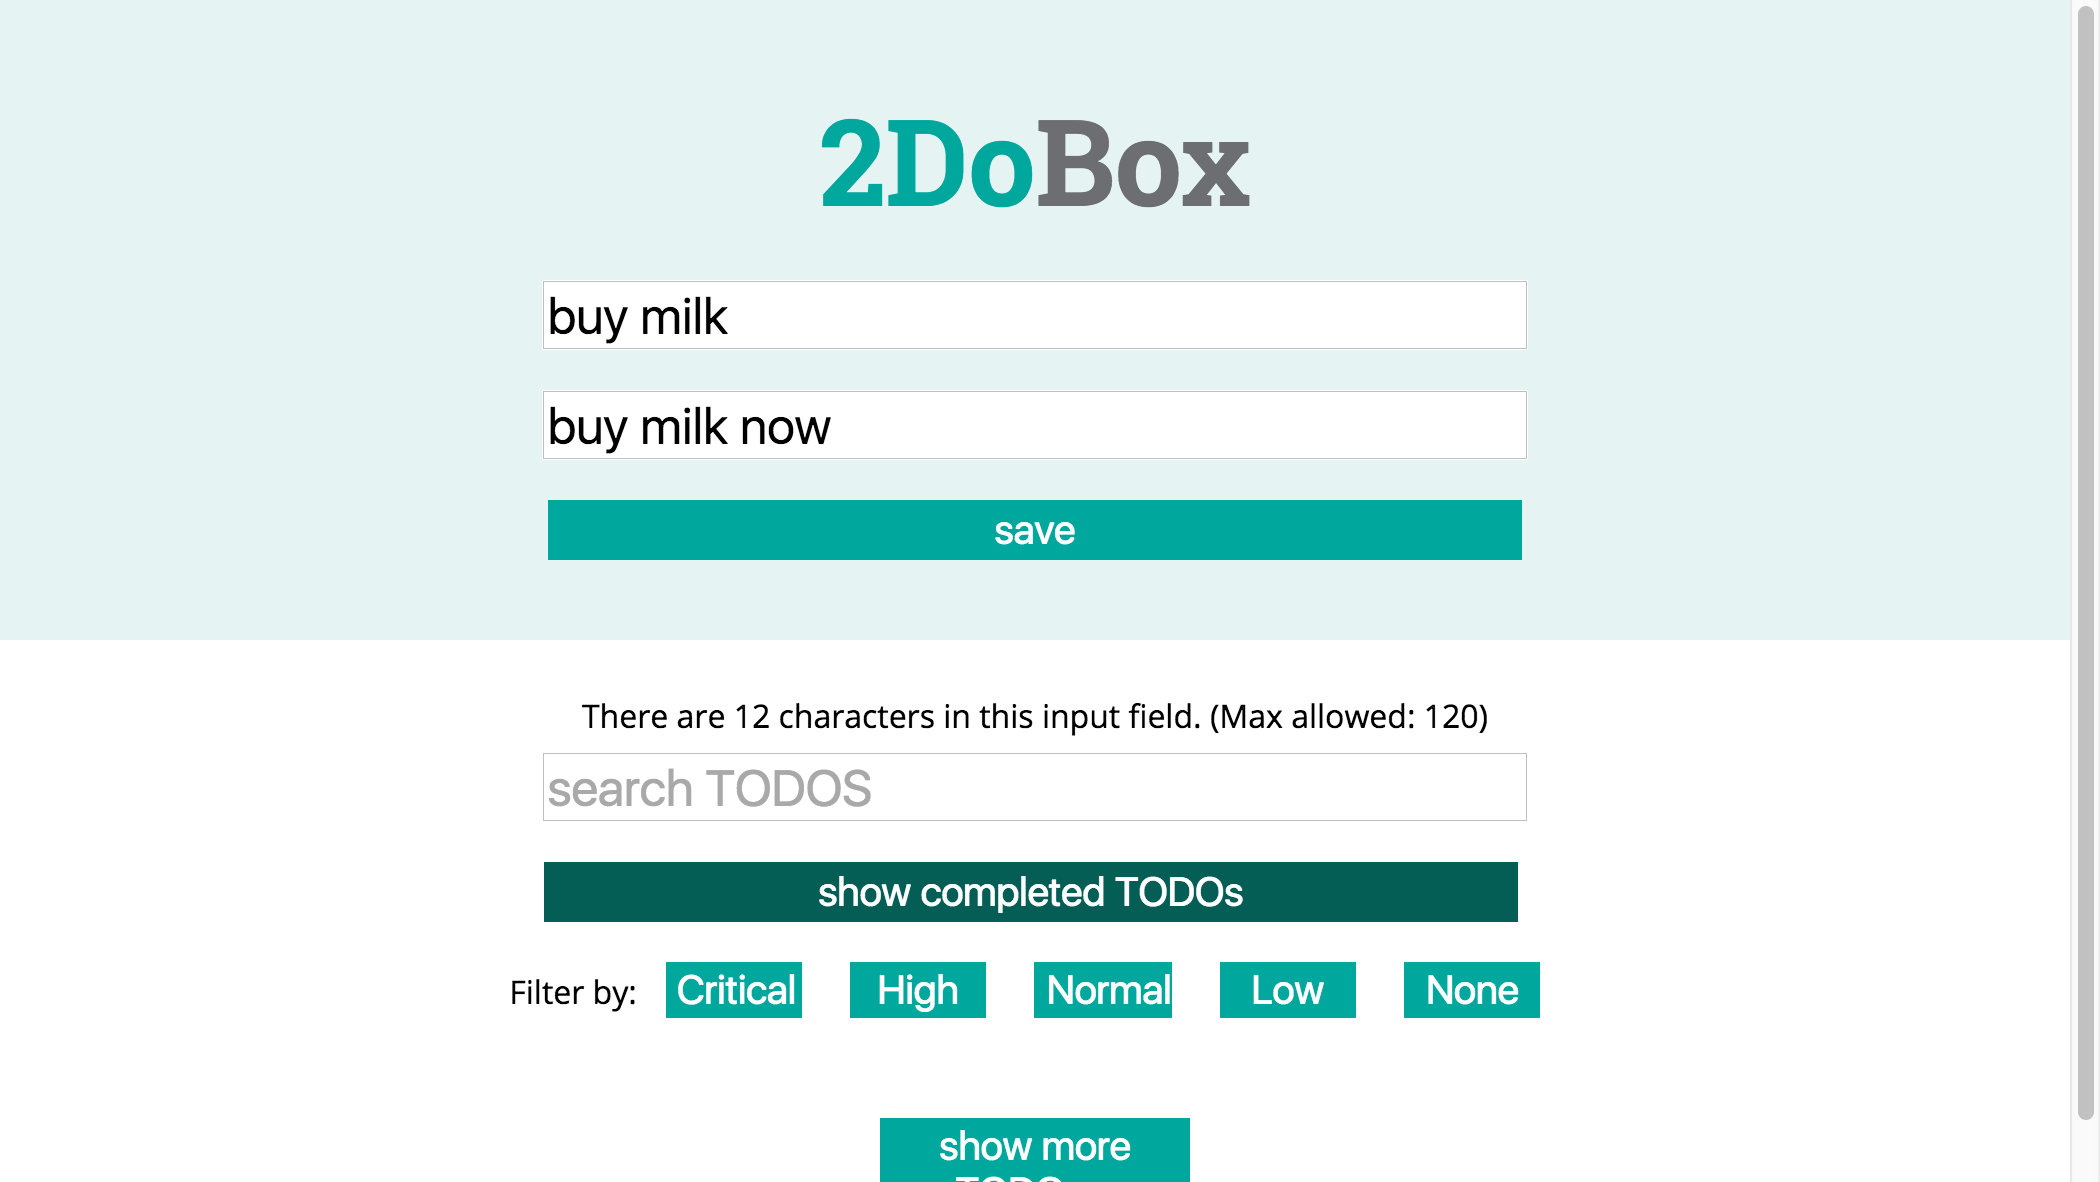 2DoBox
buy milk
buy milk now
save
There are 12 characters in this input field. (Max allowed: 120)
search TODOS
show completed TODOs
Filter by: Critical High Normal Low None
show more